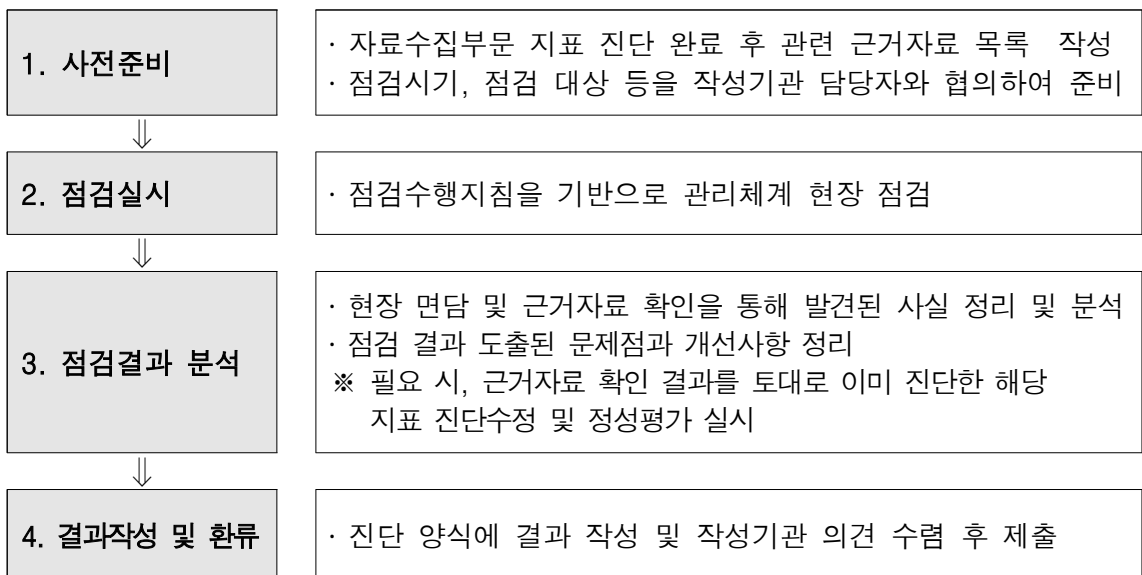 1. 사전준비
· 자료수집부문 지표 진단 완료 후 관련 근거자료 목록 작성
· 점검시기, 점검 대상 등을 작성기관 담당자와 협의하여 준비
⇓
2. 점검실시
· 점검수행지침을 기반으로 관리체계 현장 점검
⇓
3. 점검결과 분석
· 현장 면담 및 근거자료 확인을 통해 발견된 사실 정리 및 분석
· 점검 결과 도출된 문제점과 개선사항 정리
※ 필요 시, 근거자료 확인 결과를 토대로 이미 진단한 해당
지표 진단수정 및 정성평가 실시
⇓
4. 결과작성 및 환류
· 진단 양식에 결과 작성 및 작성기관 의견 수렴 후 제출